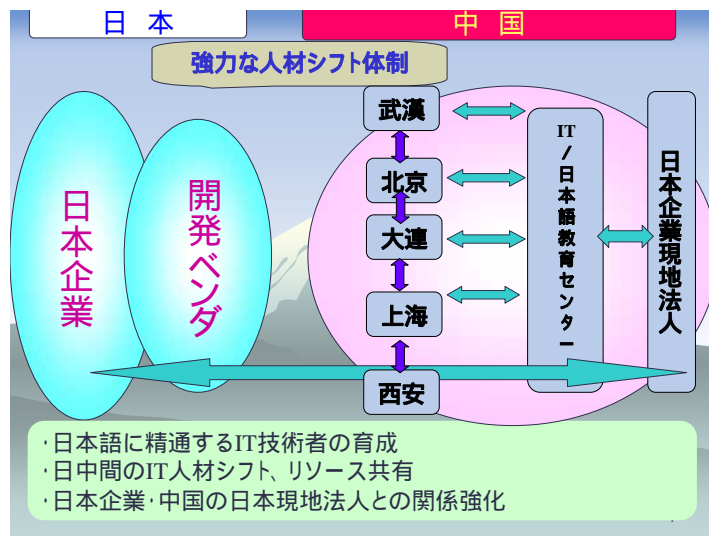 日 本
中 国
強力な人材シフト体制
日本企業
開発ベンダ
武漢
北京
大連
上海
西安
IT/日本語教育センター
日本企業現地法人
・日本語に精通するIT技術者の育成
・日中間のIT人材シフト、リソース共有
・日本企業・中国の日本現地法人との関係強化